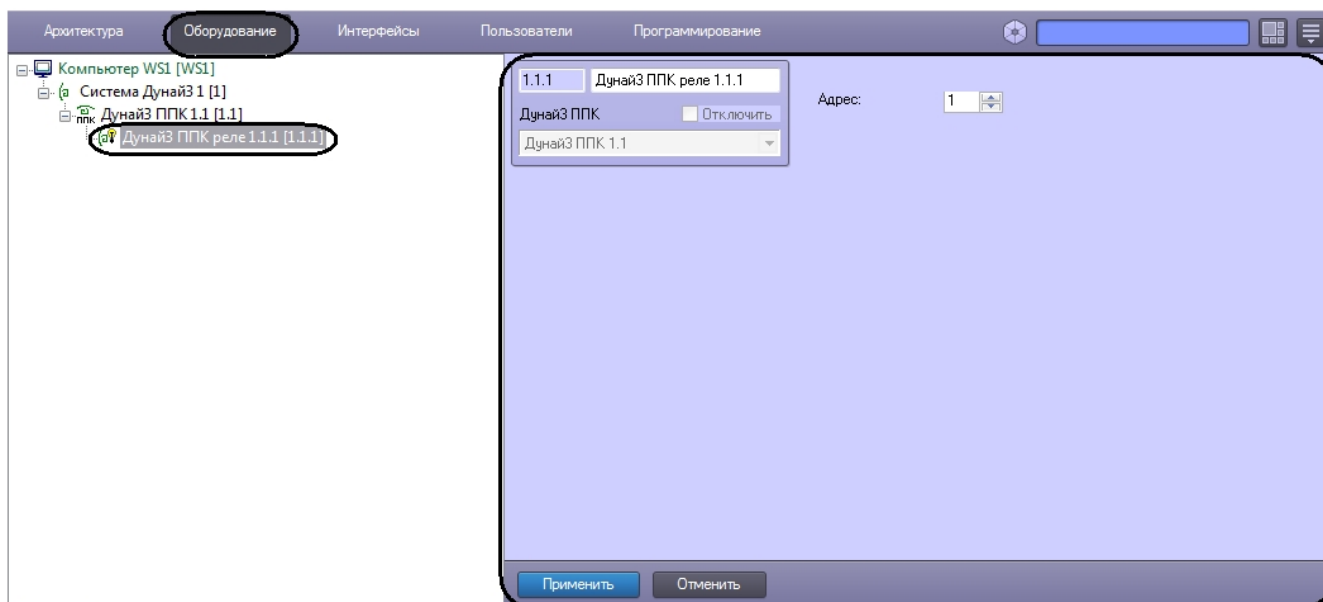 Архитектура Оборудование Интерфейсы Пользователи Программирование
Компьютер WS1 [WS1]
Система Дунай3 1 [1]
ппк Дунай3 ППК 1.1 [1.1]
Дунай3 ППК реле 1.1.1 [1.1.1]
1.1.1 Дунай3 ППК реле 1.1.1
Дунай3 ППК Отключить
Дунай3 ППК 1.1
Адрес: 1
Применить Отменить